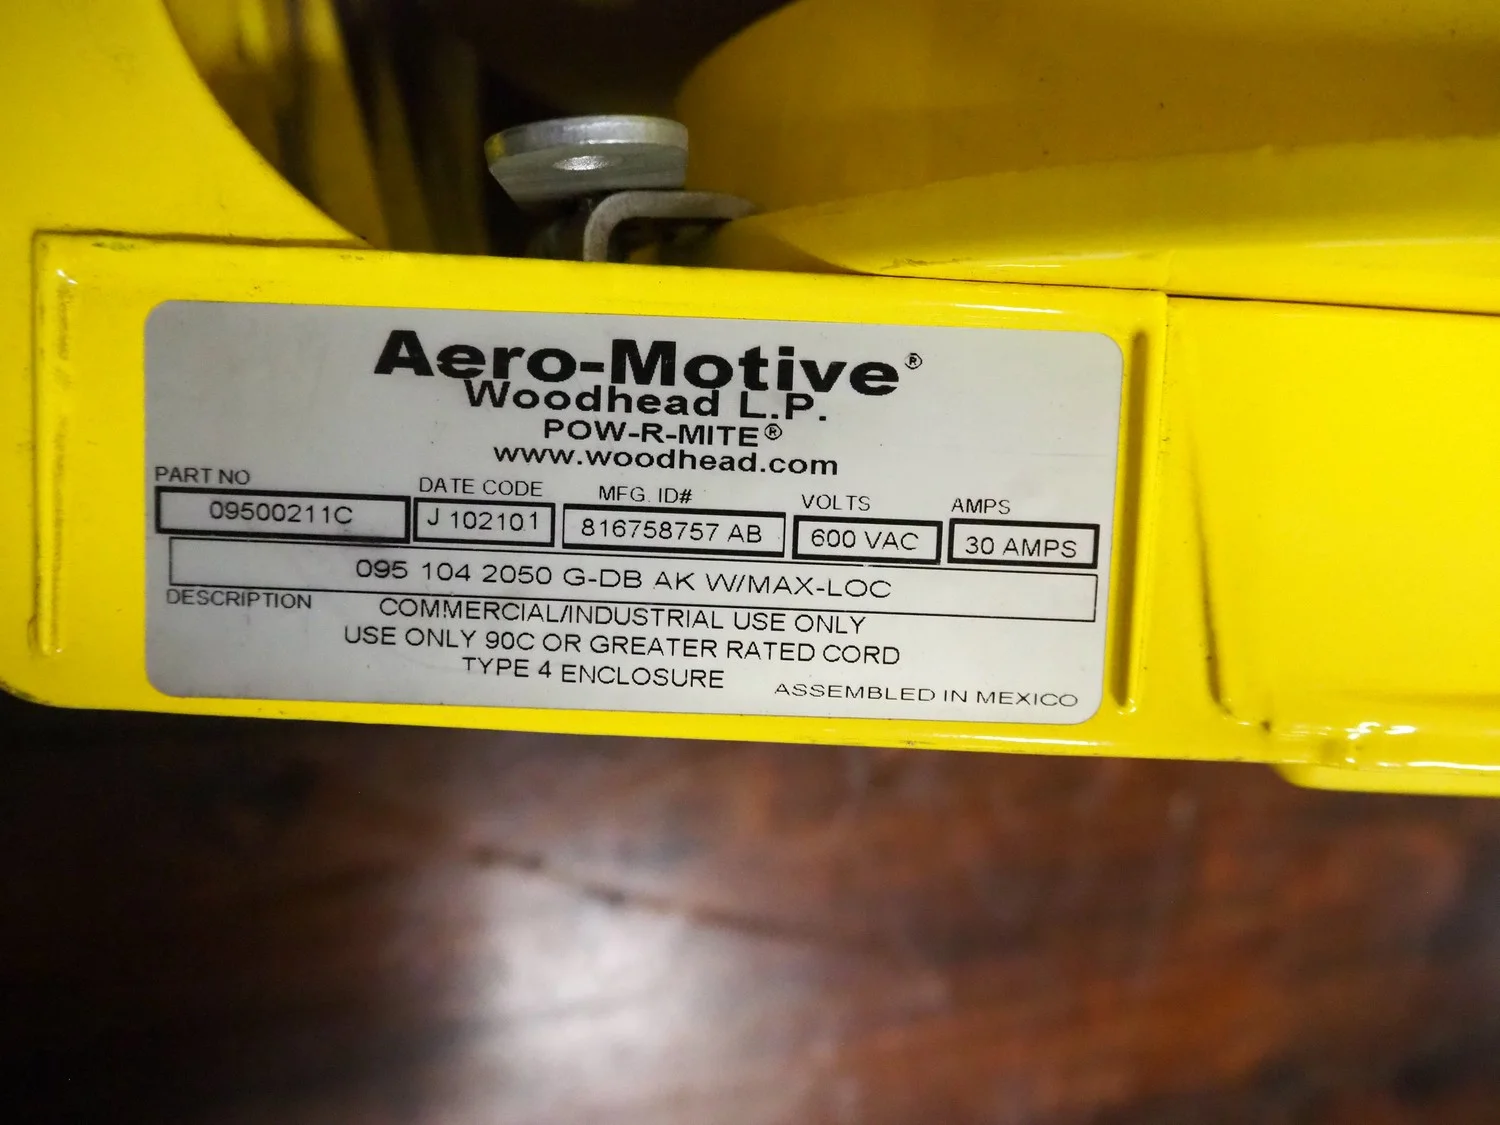 Aero-Motive®
Woodhead L.P.
POW-R-MITE®
www.woodhead.com
PART NO DATE CODE MFG. ID# VOLTS AMPS
09500211C J 102101 816758757 AB 600 VAC 30 AMPS
095 104 2050 G-DB AK W/MAX-LOC
DESCRIPTION
COMMERCIAL/INDUSTRIAL USE ONLY
USE ONLY 90C OR GREATER RATED CORD
TYPE 4 ENCLOSURE
ASSEMBLED IN MEXICO